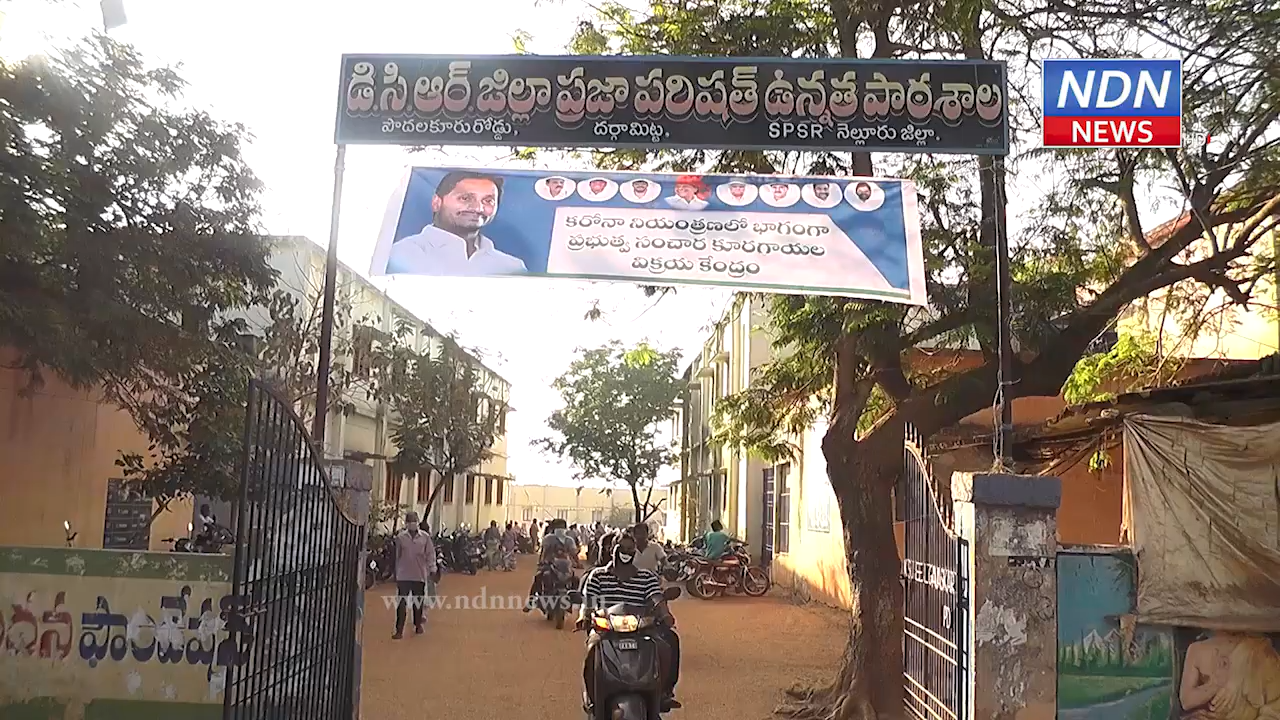 డి.సి.ఆర్. జిల్లా ప్రజా పరిషత్ ఉన్నత పాఠశాల
పొదలకూరురోడ్డు, దర్గామిట్ట, SPSR నెల్లూరు జిల్లా.
NDN
NEWS
కరోనా నియంత్రణలో భాగంగా
ప్రభుత్వ సంచార కూరగాయల
విక్రయ కేంద్రం
www.ndnnews.in
ఫౌండేషన్